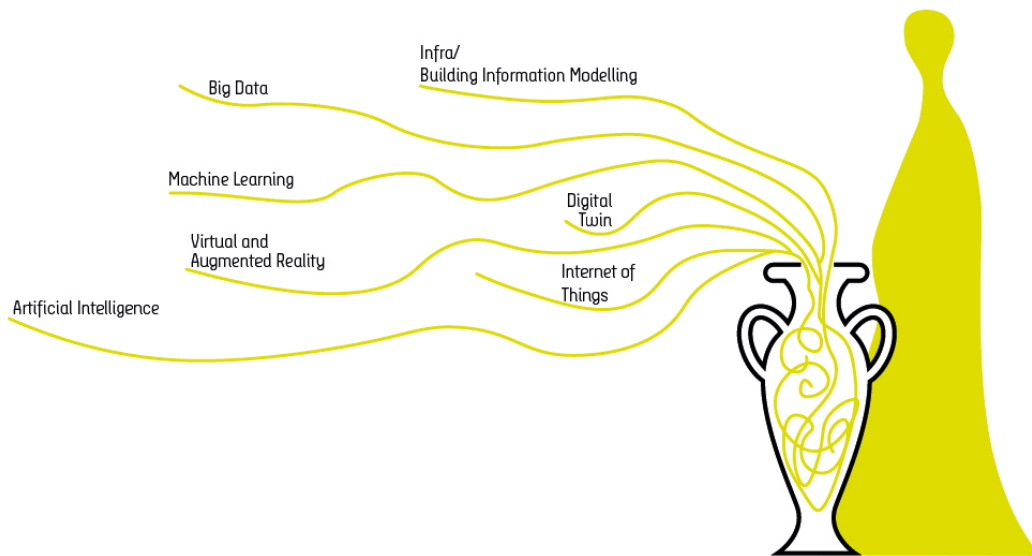 Infra/
Building Information Modelling
Big Data
Machine Learning
Digital
Twin
Virtual and
Augmented Reality
Internet of
Things
Artificial Intelligence